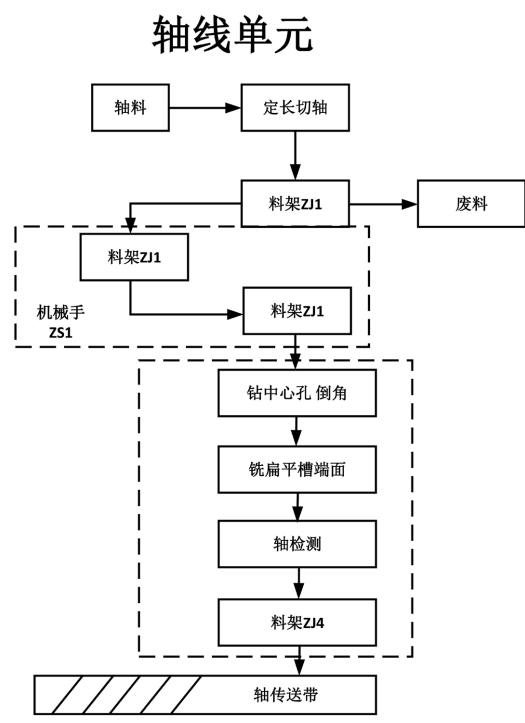 轴线单元
轴料
定长切轴
料架ZJ1
废料
料架ZJ1
机械手
ZS1
料架ZJ1
钻中心孔 倒角
铣扁平槽端面
轴检测
料架ZJ4
轴传送带